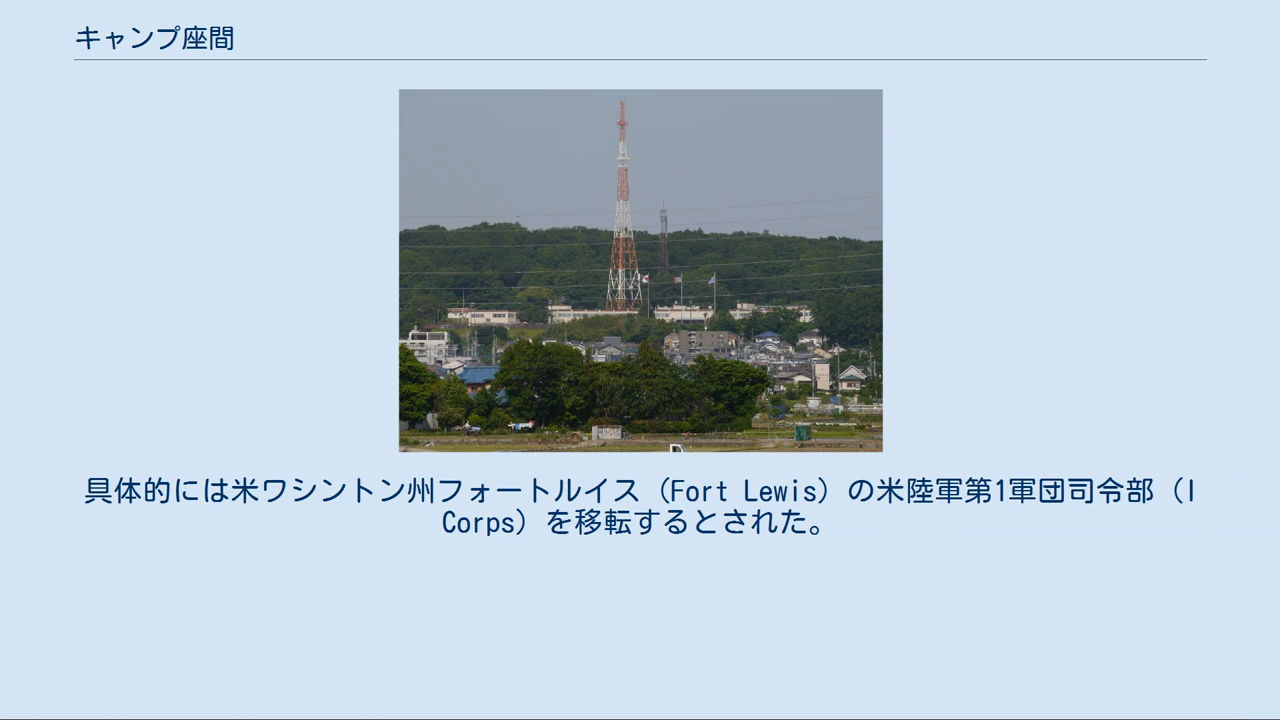 キャンプ座間
具体的には米ワシントン州フォートルイス（Fort Lewis）の米陸軍第1軍団司令部（I
Corps）を移転するとされた。